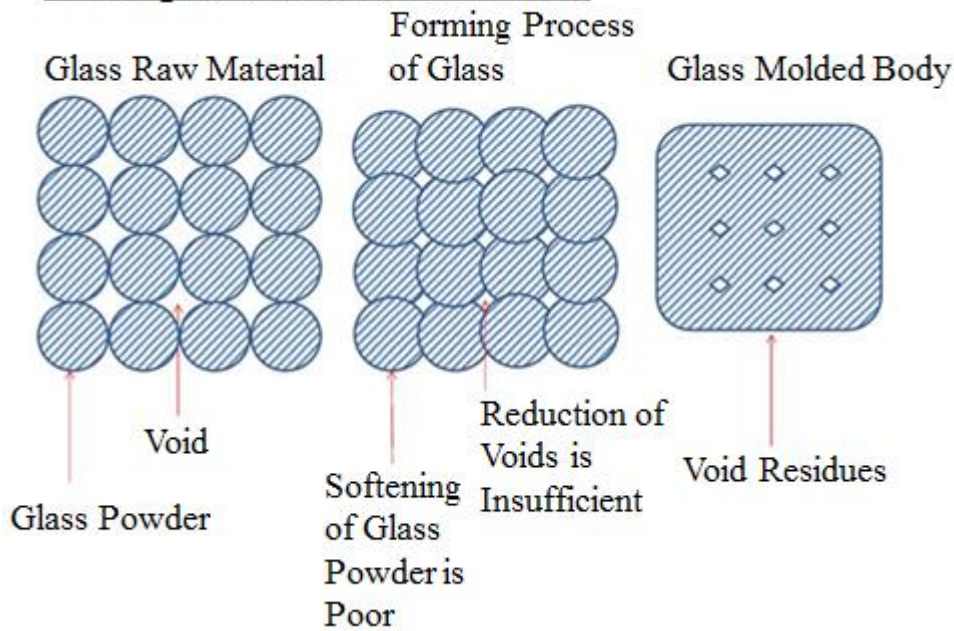 Forming Process
of Glass
Glass Raw Material
Glass Molded Body
Void
Glass Powder
Softening
of Glass
Powder is
Poor
Reduction of
Voids is
Insufficient
Void Residues